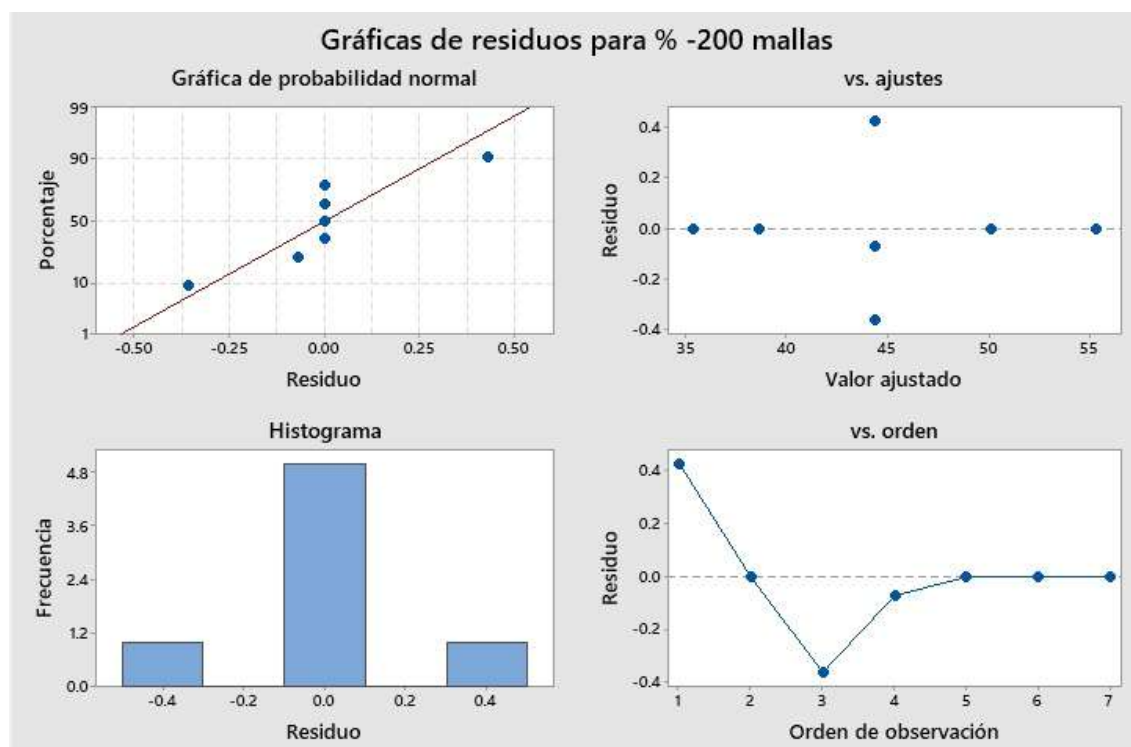 Gráficas de residuos para % -200 mallas
Gráfica de probabilidad normal
99
90
50
10
1
Porcentaje
-0.50 -0.25 0.00 0.25 0.50
Residuo
vs. ajustes
0.4
0.2
0.0
-0.2
-0.4
Residuo
35 40 45 50 55
Valor ajustado
Histograma
4.8
3.6
2.4
1.2
0.0
Frecuencia
-0.4 -0.2 0.0 0.2 0.4
Residuo
vs. orden
0.4
0.2
0.0
-0.2
-0.4
Residuo
1 2 3 4 5 6 7
Orden de observación